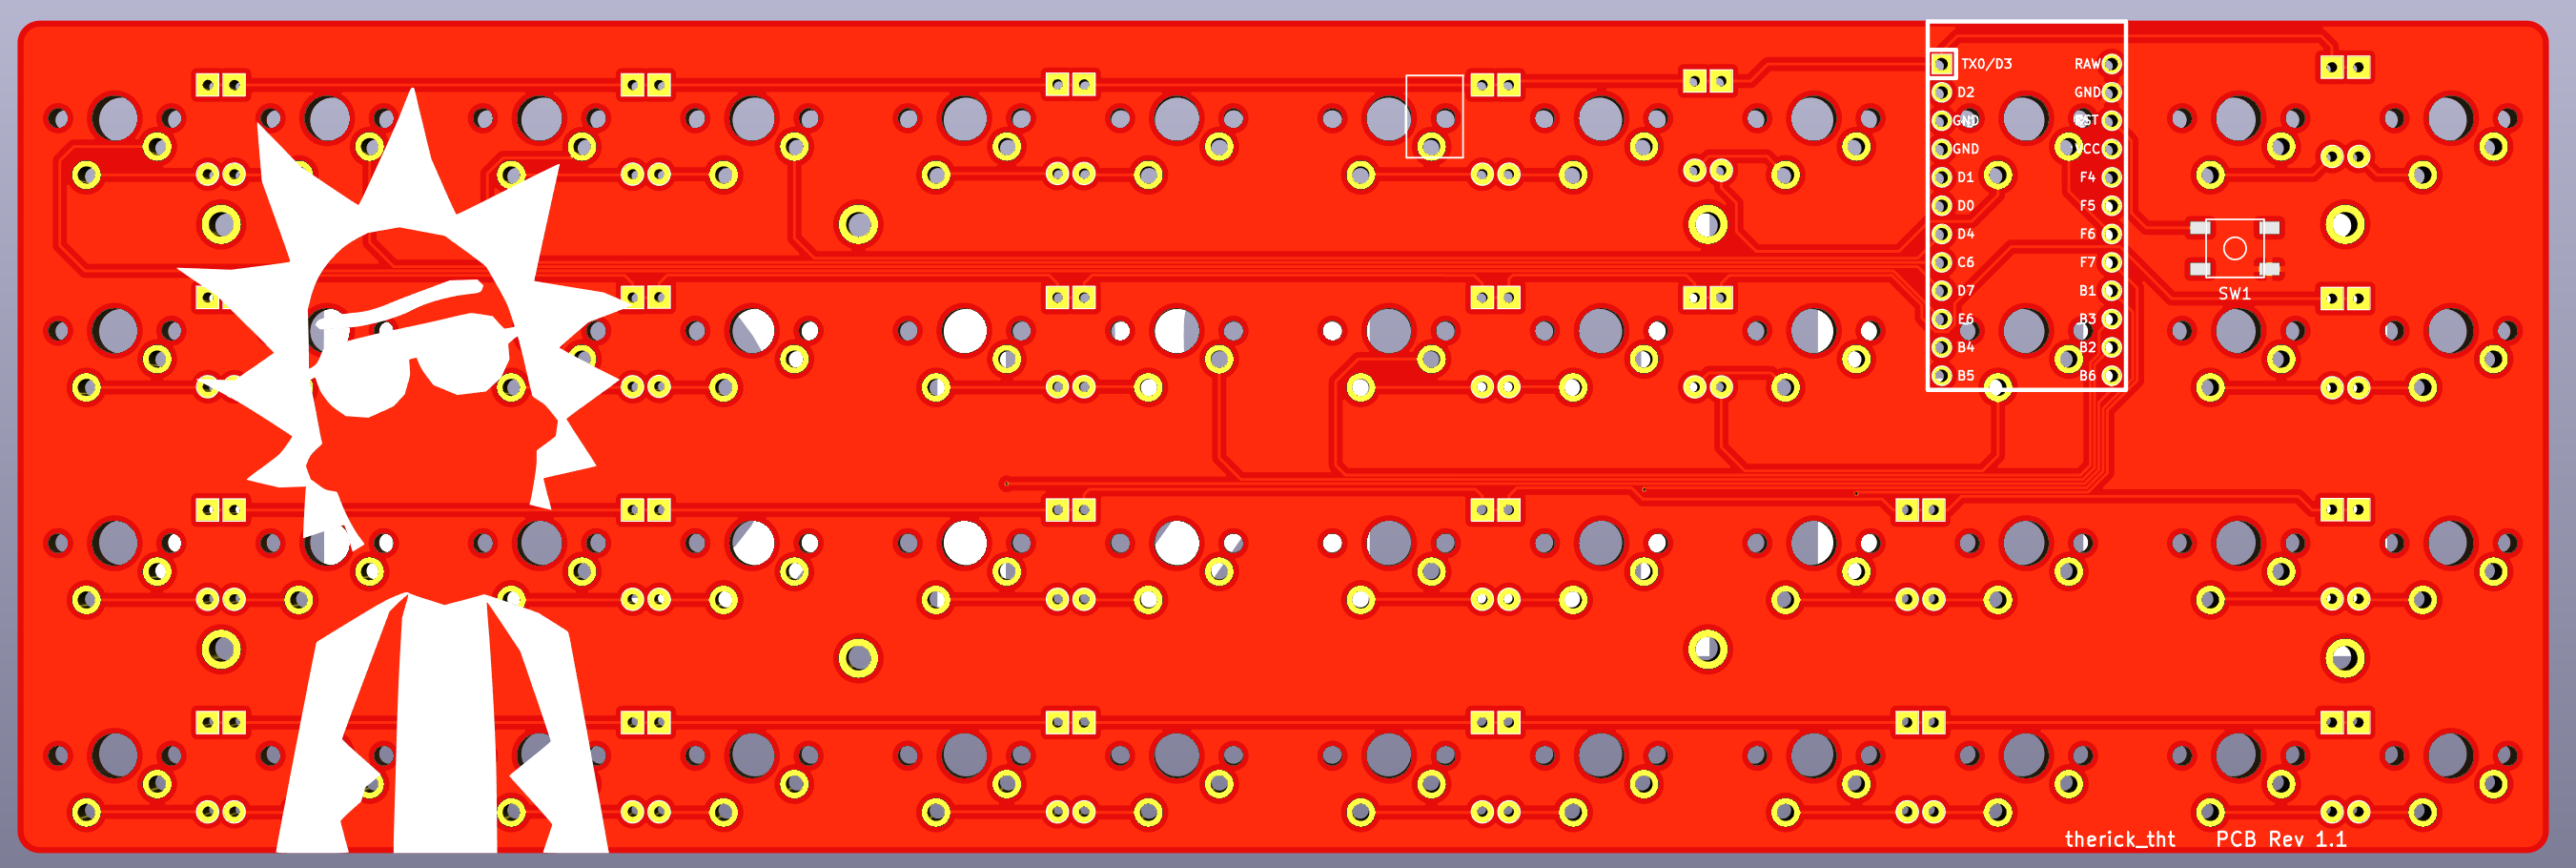 TX0/D3 RAW
D2 GND
GND RST
GND VCC
D1 F4
D0 F5
D4 F6
C6 F7
D7 B1
E6 B3
B4 B2
B5 B6
SW1
therick_tht PCB Rev 1.1